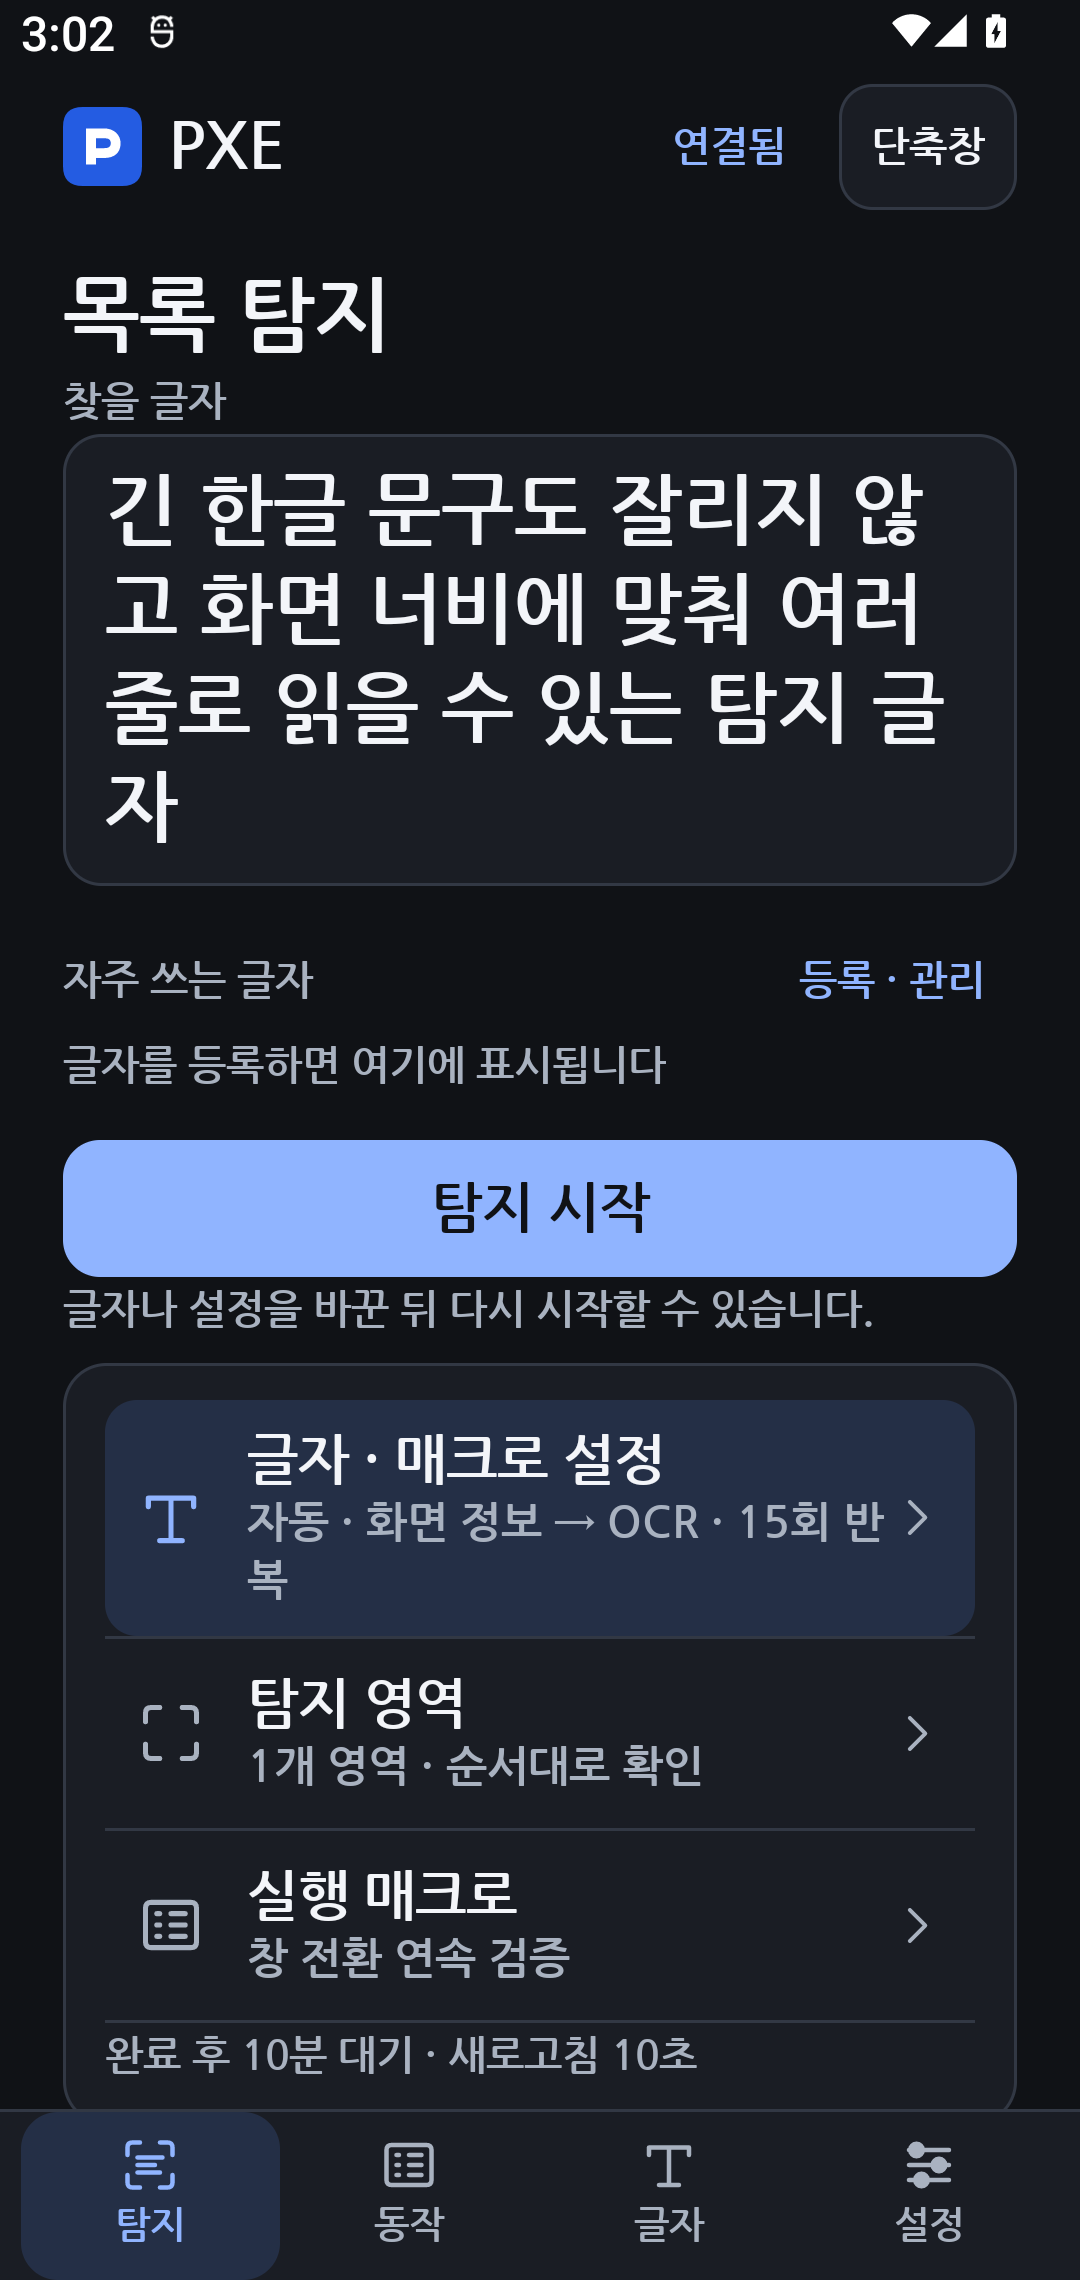 3:02
PXE
연결됨
단축창
목록 탐지
찾을 글자
긴 한글 문구도 잘리지 않
고 화면 너비에 맞춰 여러
줄로 읽을 수 있는 탐지 글
자
자주 쓰는 글자
등록 · 관리
글자를 등록하면 여기에 표시됩니다
탐지 시작
글자나 설정을 바꾼 뒤 다시 시작할 수 있습니다.
글자 · 매크로 설정
자동 · 화면 정보 → OCR · 15회 반
복
탐지 영역
1개 영역 · 순서대로 확인
실행 매크로
창 전환 연속 검증
완료 후 10분 대기 · 새로고침 10초
탐지
동작
글자
설정